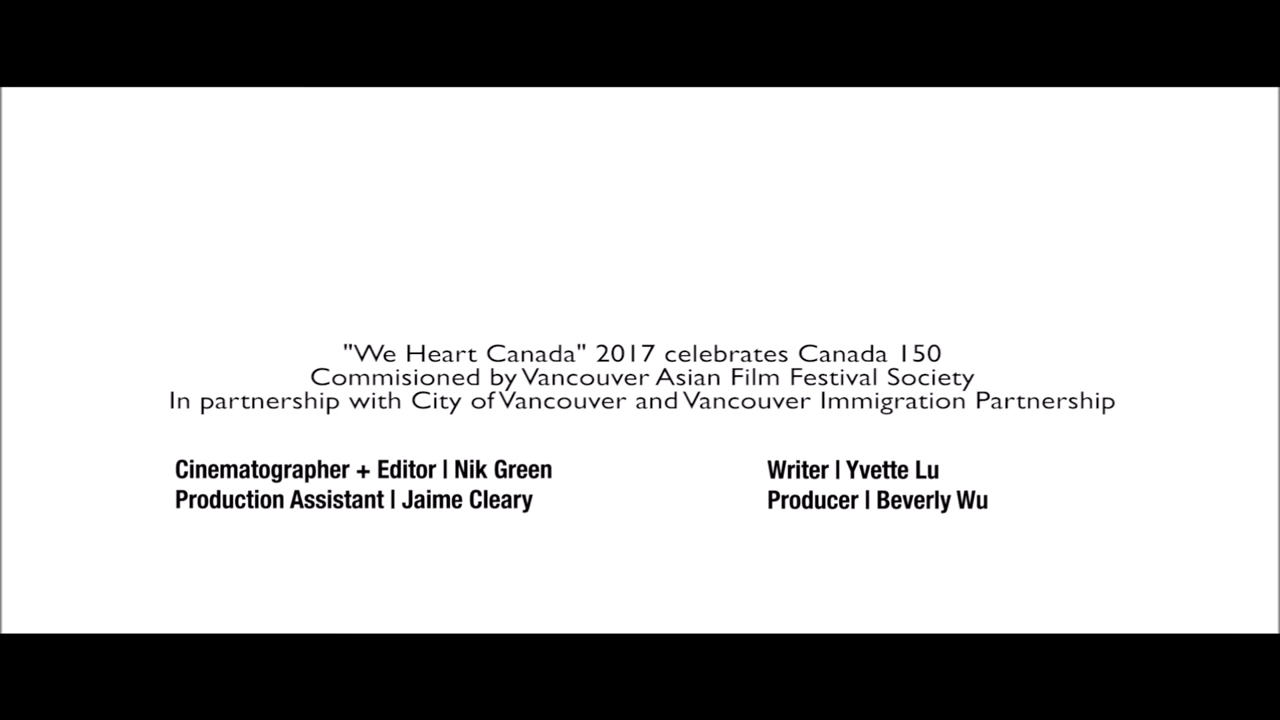 "We Heart Canada" 2017 celebrates Canada 150
Commisioned by Vancouver Asian Film Festival Society
In partnership with City of Vancouver and Vancouver Immigration Partnership
Cinematographer + Editor | Nik Green
Production Assistant | Jaime Cleary
Writer | Yvette Lu
Producer | Beverly Wu